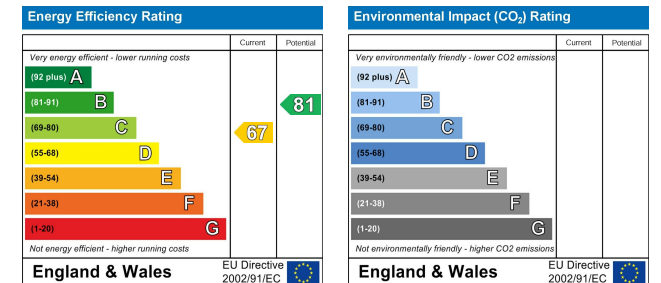 Energy Efficiency Rating
Current Potential
Very energy efficient - lower running costs
(92 plus) A
(81-91) B
81
(69-80) C
67
(55-68) D
(39-54) E
(21-38) F
(1-20) G
Not energy efficient - higher running costs
England & Wales
EU Directive
2002/91/EC
Environmental Impact (CO2) Rating
Current Potential
Very environmentally friendly - lower CO2 emissions
(92 plus) A
(81-91) B
(69-80) C
(55-68) D
(39-54) E
(21-38) F
(1-20) G
Not environmentally friendly - higher CO2 emissions
England & Wales
EU Directive
2002/91/EC